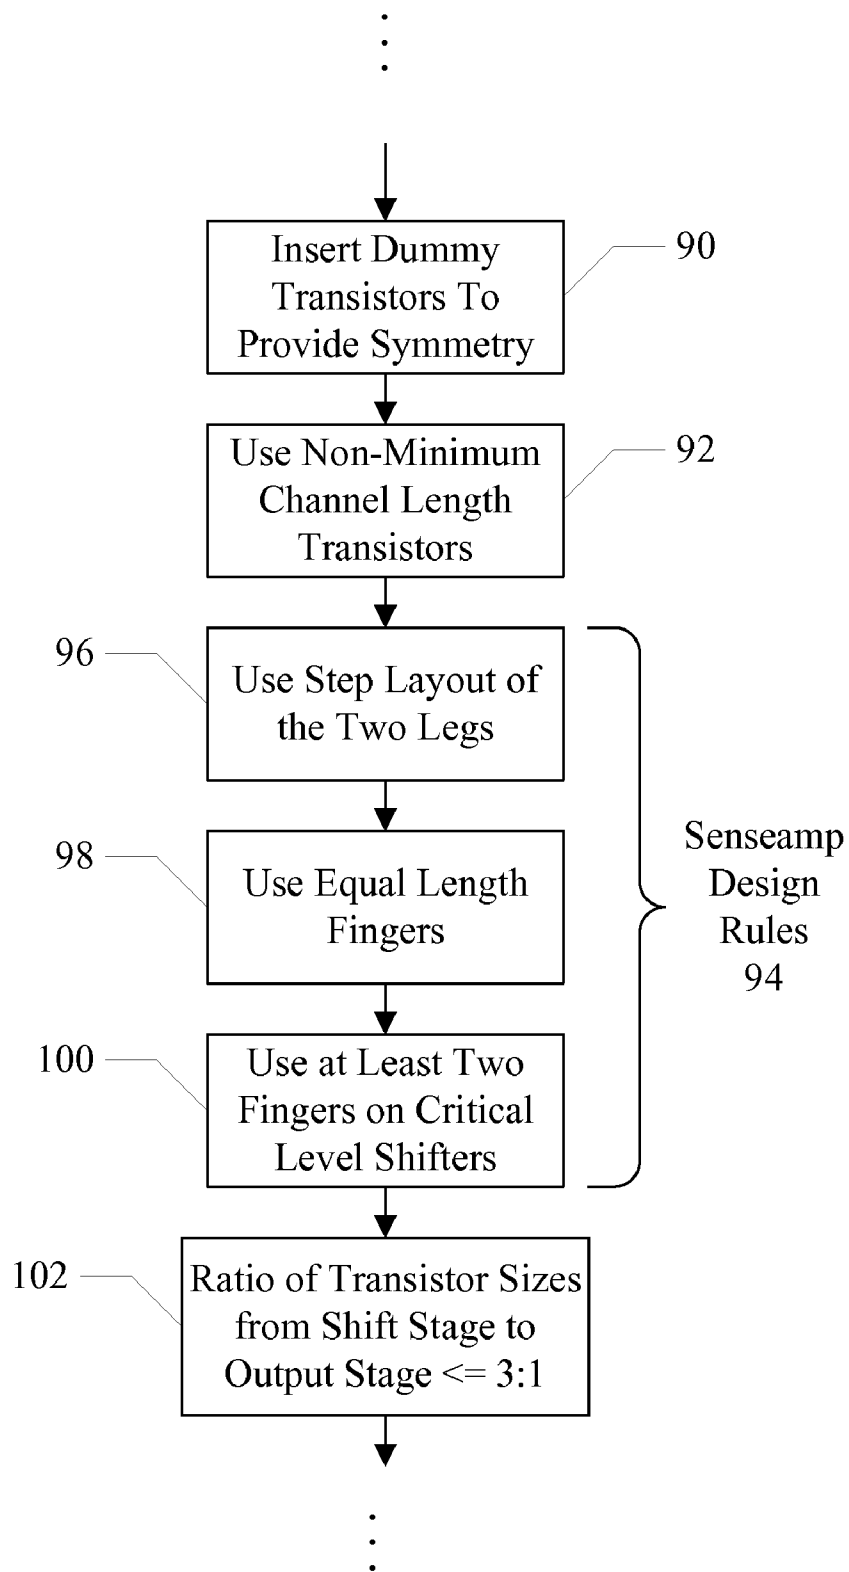 Insert Dummy
Transistors To
Provide Symmetry
90
Use Non-Minimum
Channel Length
Transistors
92
96
Use Step Layout of
the Two Legs
98
Use Equal Length
Fingers
Senseamp
Design
Rules
94
100
Use at Least Two
Fingers on Critical
Level Shifters
102
Ratio of Transistor Sizes
from Shift Stage to
Output Stage <= 3:1